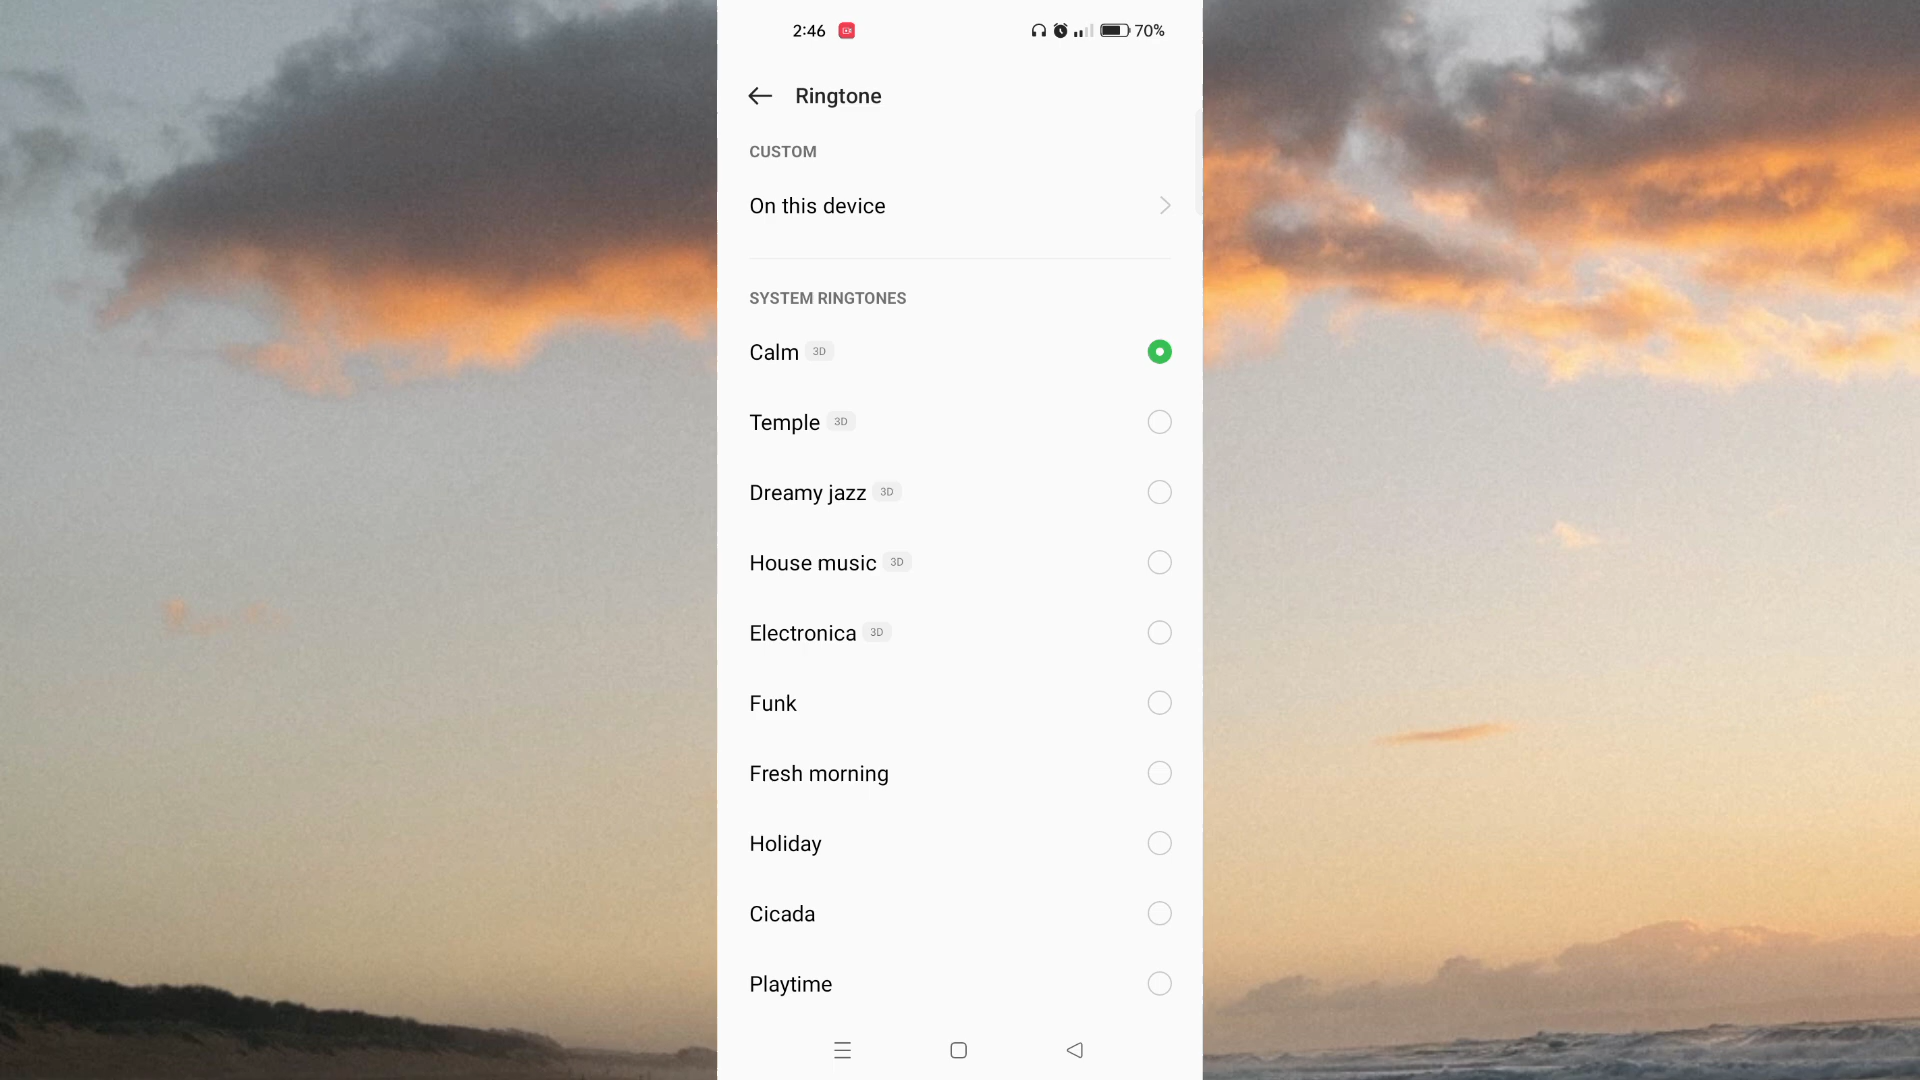 2:46 70%
Ringtone
CUSTOM
On this device
SYSTEM RINGTONES
Calm 3D
Temple 3D
Dreamy jazz 3D
House music 3D
Electronica 3D
Funk
Fresh morning
Holiday
Cicada
Playtime